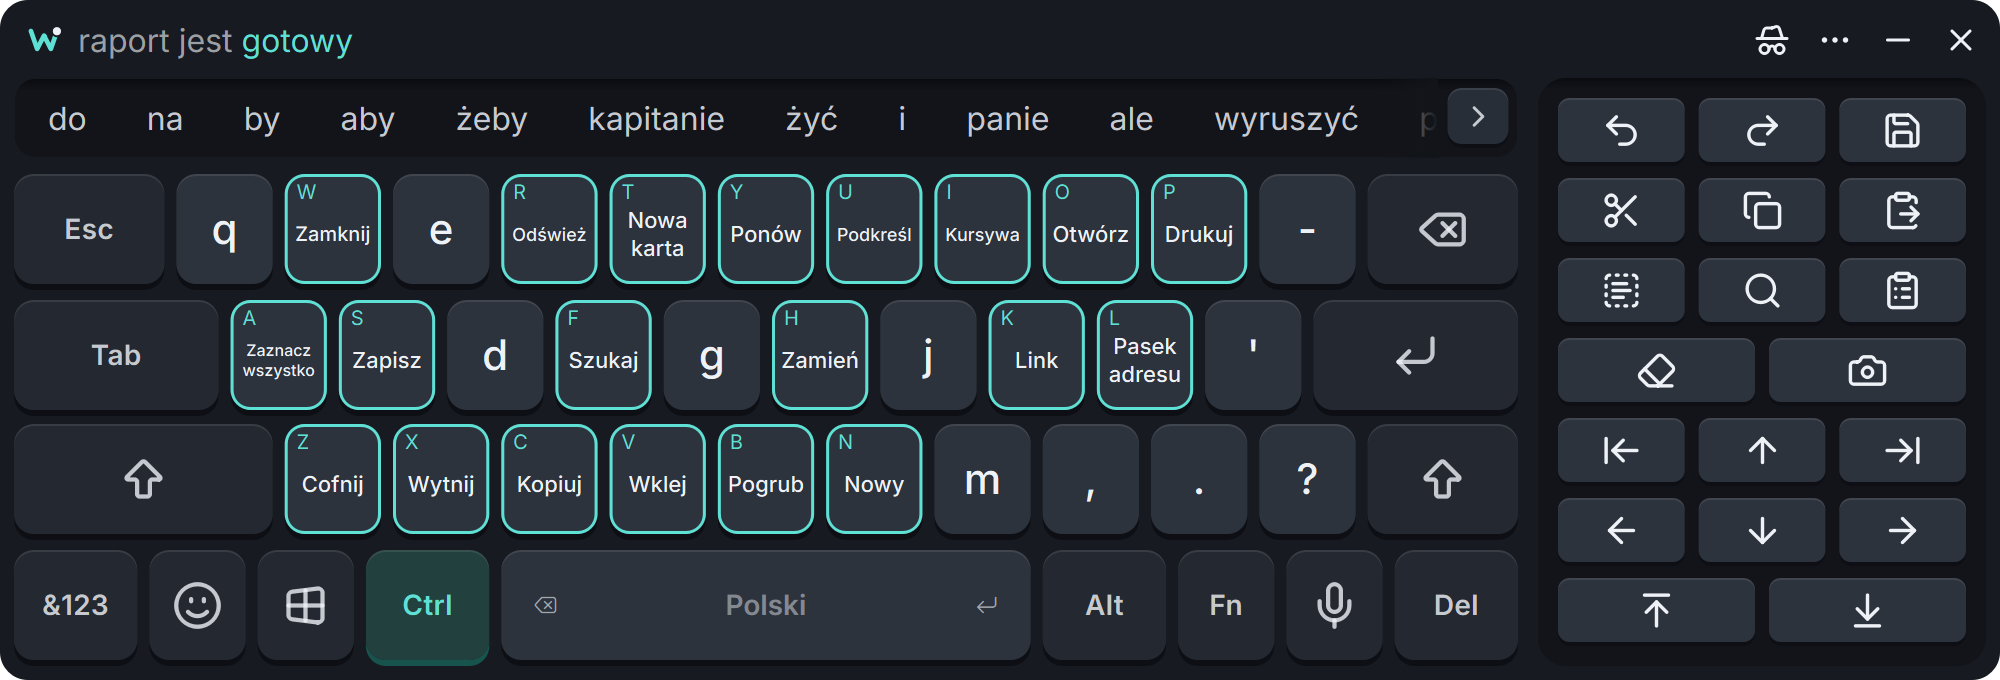 raport jest gotowy
do na by aby żeby kapitanie żyć i panie ale wyruszyć p
Esc q W Zamknij e R Odśwież T Nowa karta Y Ponów U Podkreśl I Kursywa O Otwórz P Drukuj -
Tab A Zaznacz wszystko S Zapisz d F Szukaj g H Zamień j K Link L Pasek adresu '
Z Cofnij X Wytnij C Kopiuj V Wklej B Pogrub N Nowy m , . ?
&123 Ctrl Polski Alt Fn Del